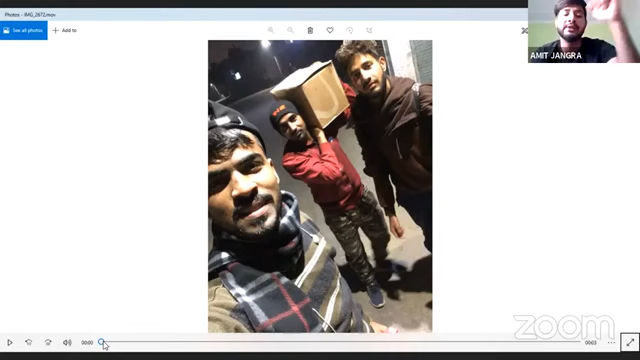 Photos - IMG_2672.mov
See all photos
Add to
AMIT JANGRA
00:00
00:03
zoom